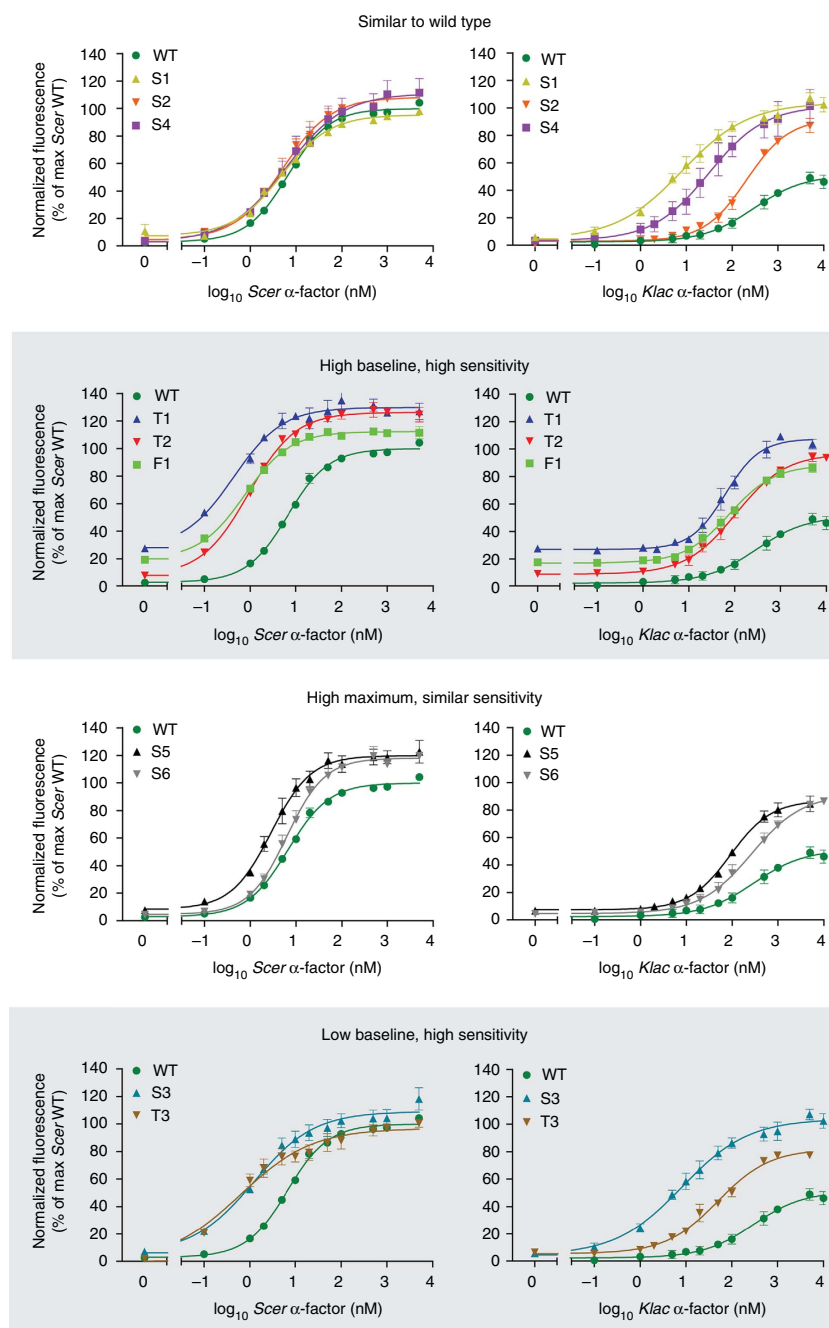 Similar to wild type
Normalized fluorescence
(% of max Scer WT)
140
120
100
80
60
40
20
0
WT
S1
S2
S4
0 −1 0 1 2 3 4
log10 Scer α-factor (nM)
140
120
100
80
60
40
20
0
WT
S1
S2
S4
0 −1 0 1 2 3 4
log10 Klac α-factor (nM)
High baseline, high sensitivity
Normalized fluorescence
(% of max Scer WT)
140
120
100
80
60
40
20
0
WT
T1
T2
F1
0 −1 0 1 2 3 4
log10 Scer α-factor (nM)
140
120
100
80
60
40
20
0
WT
T1
T2
F1
0 −1 0 1 2 3 4
log10 Klac α-factor (nM)
High maximum, similar sensitivity
Normalized fluorescence
(% of max Scer WT)
140
120
100
80
60
40
20
0
WT
S5
S6
0 −1 0 1 2 3 4
log10 Scer α-factor (nM)
140
120
100
80
60
40
20
0
WT
S5
S6
0 −1 0 1 2 3 4
log10 Klac α-factor (nM)
Low baseline, high sensitivity
Normalized fluorescence
(% of max Scer WT)
140
120
100
80
60
40
20
0
WT
S3
T3
0 −1 0 1 2 3 4
log10 Scer α-factor (nM)
140
120
100
80
60
40
20
0
WT
S3
T3
0 −1 0 1 2 3 4
log10 Klac α-factor (nM)